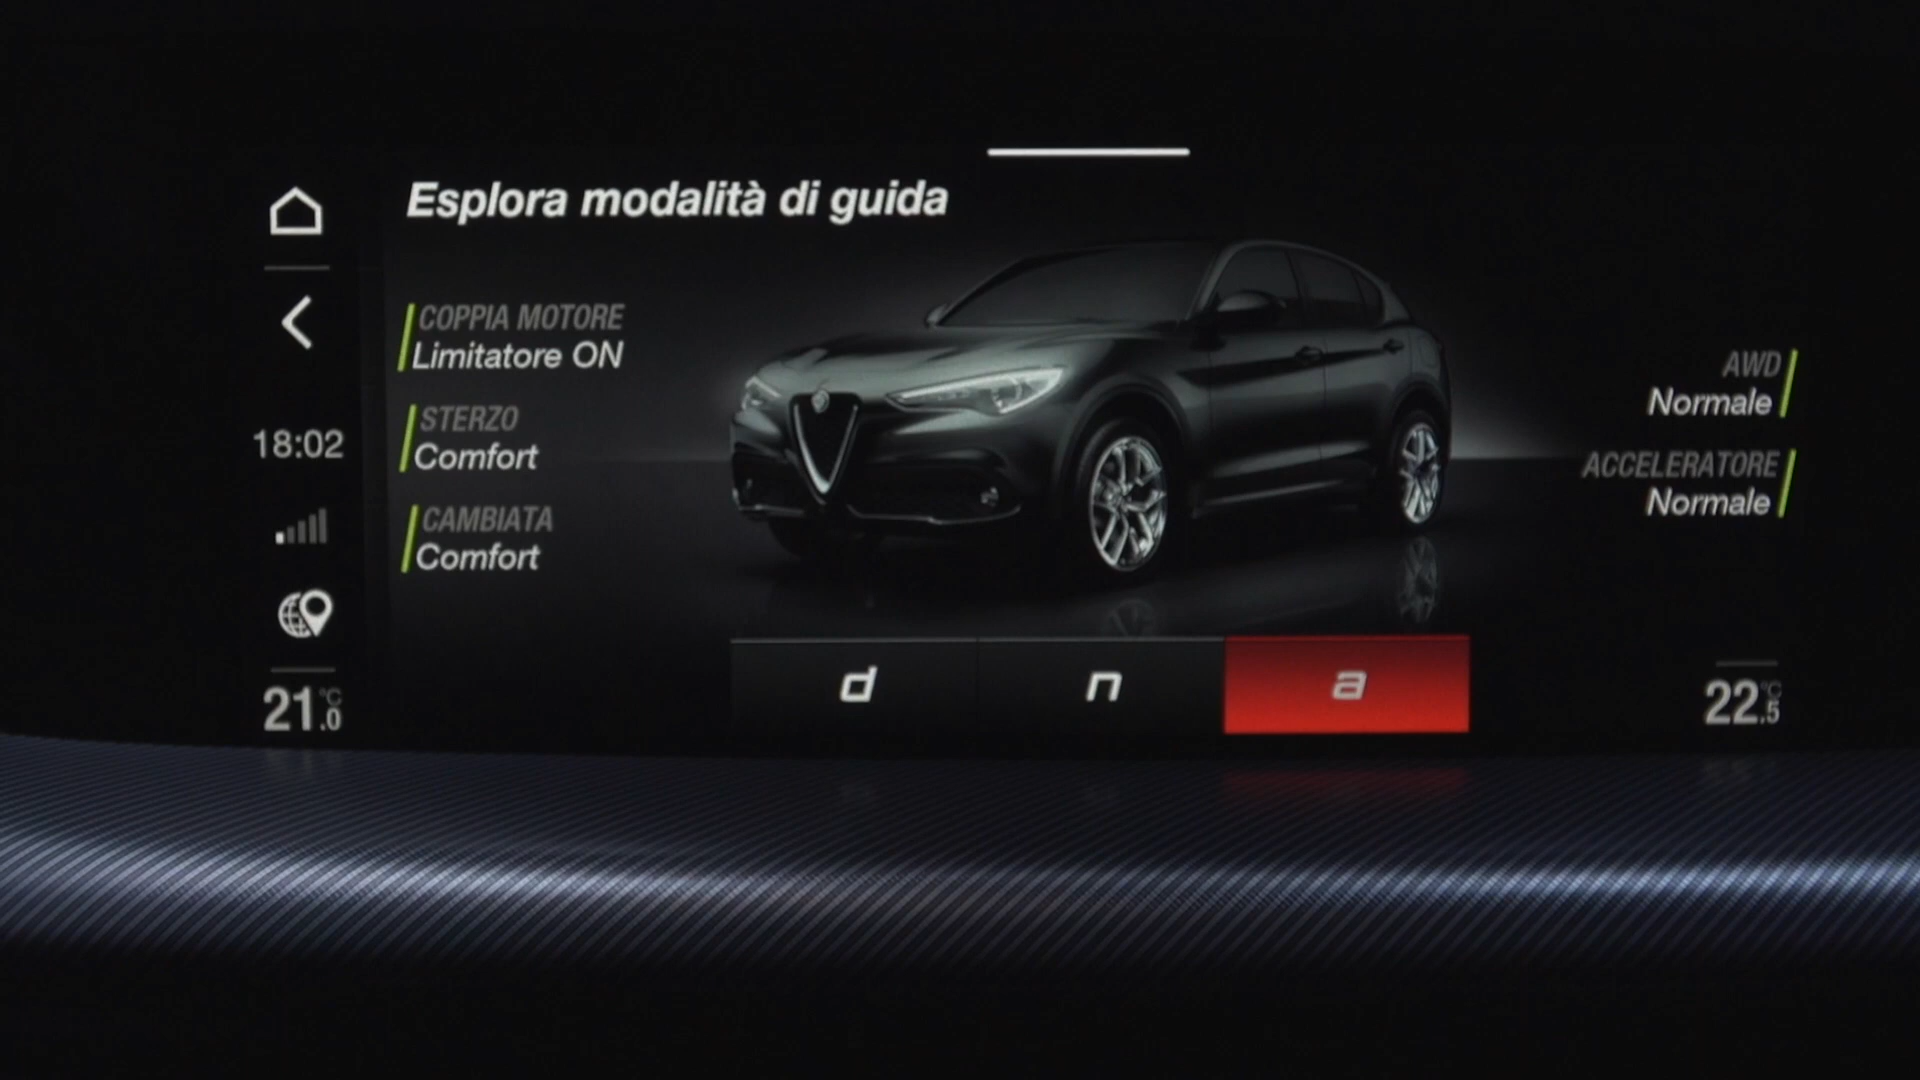 Esplora modalità di guida
COPPIA MOTORE
Limitatore ON
STERZO
Comfort
CAMBIATA
Comfort
AWD
Normale
ACCELERATORE
Normale
18:02
21.0 °C
d n a
22.5 °C